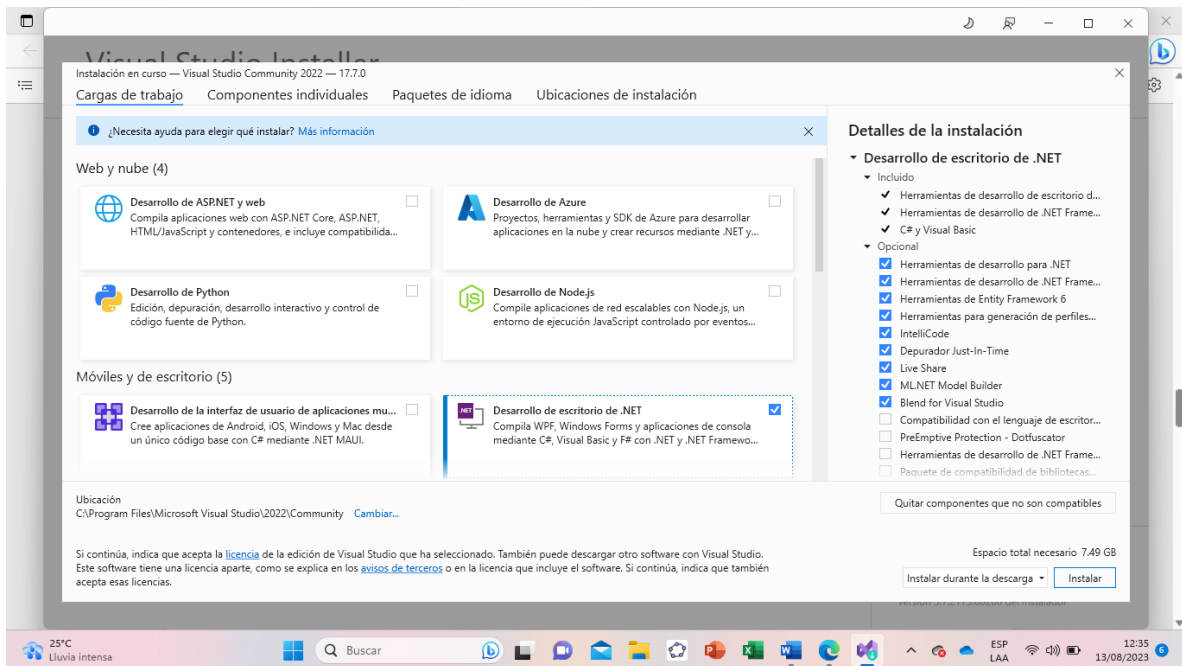 Visual Studio Installer
Instalación en curso — Visual Studio Community 2022 — 17.7.0
Cargas de trabajo Componentes individuales Paquetes de idioma Ubicaciones de instalación
¿Necesita ayuda para elegir qué instalar? Más información
Web y nube (4)
Desarrollo de ASP.NET y web
Compila aplicaciones web con ASP.NET Core, ASP.NET,
HTML/JavaScript y contenedores, e incluye compatibilida...
Desarrollo de Azure
Proyectos, herramientas y SDK de Azure para desarrollar
aplicaciones en la nube y crear recursos mediante .NET y...
Desarrollo de Python
Edición, depuración, desarrollo interactivo y control de
código fuente de Python.
JS
Desarrollo de Node.js
Compile aplicaciones de red escalables con Node.js, un
entorno de ejecución JavaScript controlado por eventos...
Móviles y de escritorio (5)
Desarrollo de la interfaz de usuario de aplicaciones mu...
Cree aplicaciones de Android, iOS, Windows y Mac desde
un único código base con C# mediante .NET MAUI.
.NET
Desarrollo de escritorio de .NET
Compila WPF, Windows Forms y aplicaciones de consola
mediante C#, Visual Basic y F# con .NET y .NET Framewo...
Detalles de la instalación
Desarrollo de escritorio de .NET
Incluido
Herramientas de desarrollo de escritorio d...
Herramientas de desarrollo de .NET Frame...
C# y Visual Basic
Opcional
Herramientas de desarrollo para .NET
Herramientas de desarrollo de .NET Frame...
Herramientas de Entity Framework 6
Herramientas para generación de perfiles...
IntelliCode
Depurador Just-In-Time
Live Share
ML.NET Model Builder
Blend for Visual Studio
Compatibilidad con el lenguaje de escritor...
PreEmptive Protection - Dotfuscator
Herramientas de desarrollo de .NET Frame...
Paquete de compatibilidad de bibliotecas...
Ubicación
C:\Program Files\Microsoft Visual Studio\2022\Community Cambiar...
Quitar componentes que no son compatibles
Si continúa, indica que acepta la licencia de la edición de Visual Studio que ha seleccionado. También puede descargar otro software con Visual Studio.
Este software tiene una licencia aparte, como se explica en los avisos de terceros o en la licencia que incluye el software. Si continúa, indica que también
acepta esas licencias.
Espacio total necesario 7.49 GB
Instalar durante la descarga Instalar
del instalador
25°C
Lluvia intensa
Buscar
ESP
LAA
12:35
13/08/2023
6